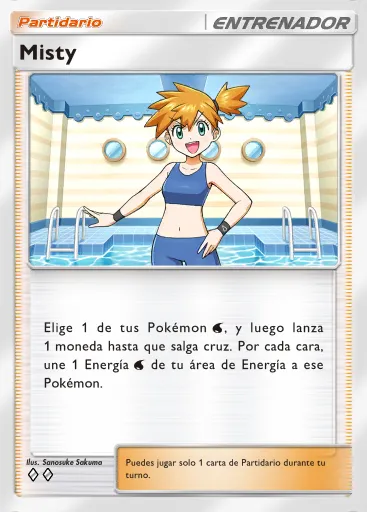 Partidario
ENTRENADOR
Misty
Elige 1 de tus Pokémon , y luego lanza
1 moneda hasta que salga cruz. Por cada cara,
une 1 Energía de tu área de Energía a ese
Pokémon.
Ilus. Sanosuke Sakuma
Puedes jugar solo 1 carta de Partidario durante tu
turno.